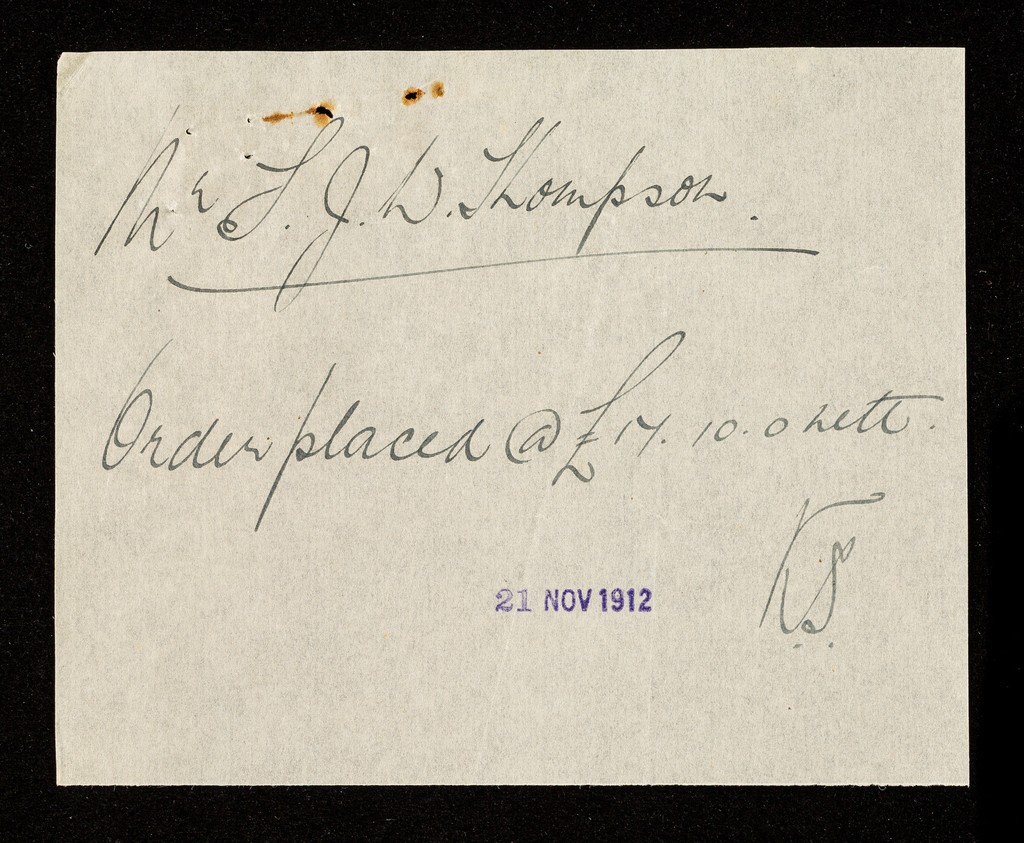 Mr S. J. W. Thompson.
Order placed @ £17. 10. 0 nett.
K.S.
21 NOV 1912